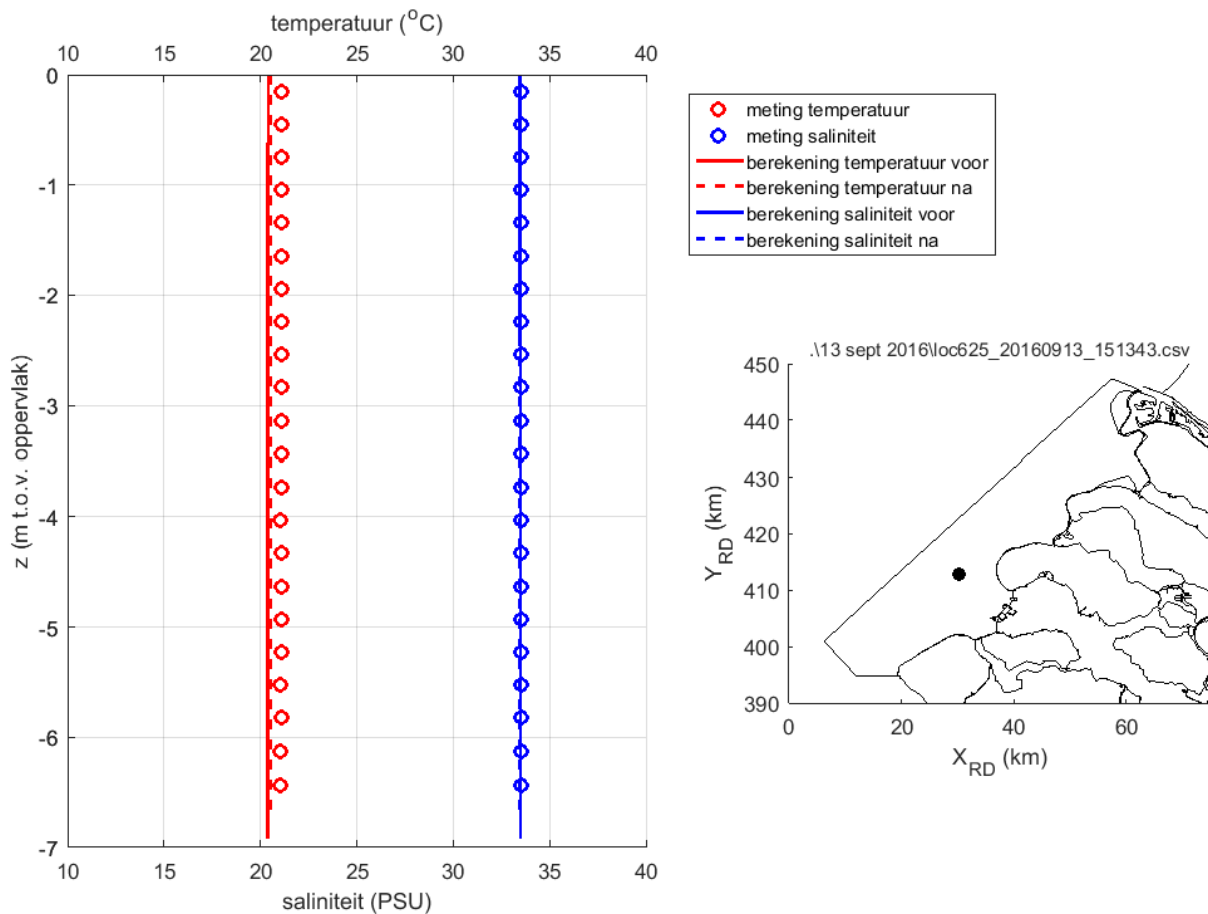 temperatuur (°C)
10 15 20 25 30 35 40
0
-1
-2
-3
-4
-5
-6
-7
z (m t.o.v. oppervlak)
10 15 20 25 30 35 40
saliniteit (PSU)
meting temperatuur
meting saliniteit
berekening temperatuur voor
berekening temperatuur na
berekening saliniteit voor
berekening saliniteit na
.\13 sept 2016\loc625_20160913_151343.csv
450
440
430
420
410
400
390
Y_RD (km)
0 20 40 60
X_RD (km)